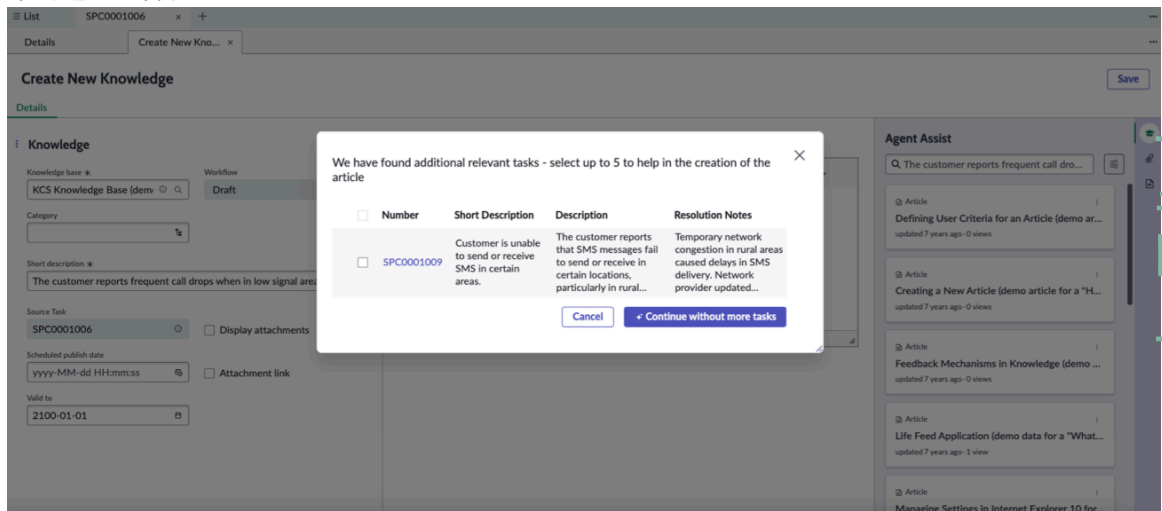 List
SPC0001006
Details
Create New Kno...
Create New Knowledge
Save
Details
Knowledge
Knowledge base
Workflow
KCS Knowledge Base (dem
Draft
Category
Short description
The customer reports frequent call drops when in low signal area
Source Task
SPC0001006
Display attachments
Scheduled publish date
yyyy-MM-dd HH:mm:ss
Attachment link
Valid to
2100-01-01
We have found additional relevant tasks - select up to 5 to help in the creation of the
article
Number Short Description Description Resolution Notes
SPC0001009
Customer is unable
to send or receive
SMS in certain
areas.
The customer reports
that SMS messages fail
to send or receive in
certain locations,
particularly in rural...
Temporary network
congestion in rural areas
caused delays in SMS
delivery. Network
provider updated...
Cancel
Continue without more tasks
Agent Assist
The customer reports frequent call dro...
Article
Defining User Criteria for an Article (demo ar...
updated 7 years ago · 0 views
Article
Creating a New Article (demo article for a "H...
updated 7 years ago · 0 views
Article
Feedback Mechanisms in Knowledge (demo ...
updated 7 years ago · 0 views
Article
Life Feed Application (demo data for a "What...
updated 7 years ago · 1 view
Article
Managing Settings in Internet Explorer 10 for...